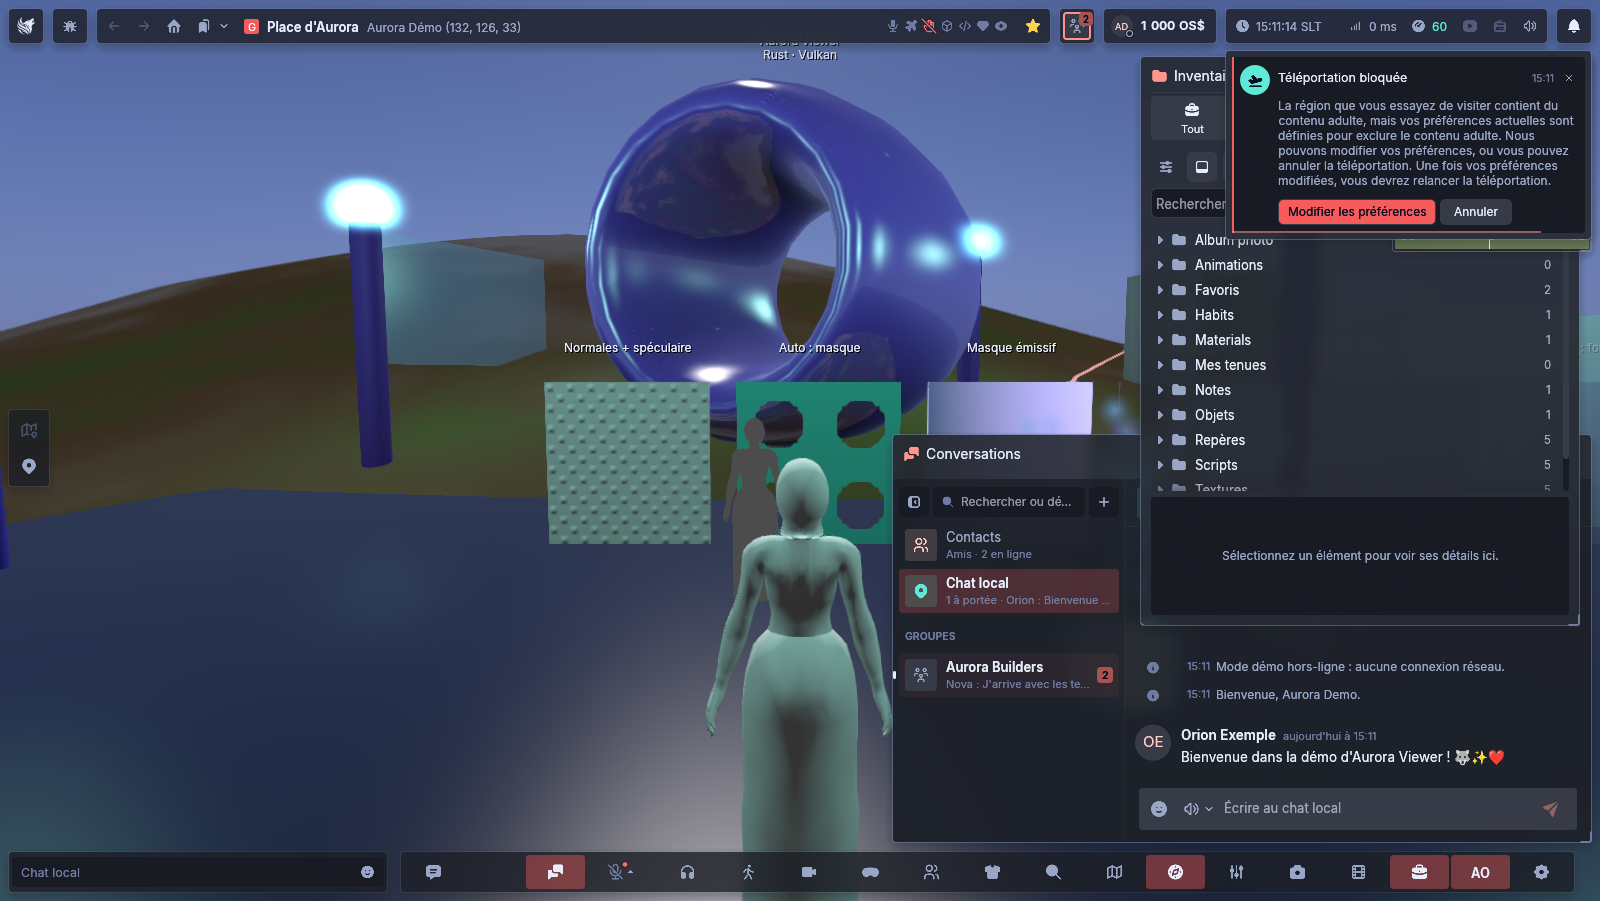 G Place d'Aurora Aurora Démo (132, 126, 33)
2
AD 1 000 OS$
15:11:14 SLT
0 ms
60
Aurora Viewer
Rust · Vulkan
Normales + spéculaire
Auto : masque
Masque émissif
Téléportation bloquée 15:11
La région que vous essayez de visiter contient du
contenu adulte, mais vos préférences actuelles sont
définies pour exclure le contenu adulte. Nous
pouvons modifier vos préférences, ou vous pouvez
annuler la téléportation. Une fois vos préférences
modifiées, vous devrez relancer la téléportation.
Modifier les préférences Annuler
Inventai
Tout
Rechercher
Album photo
Animations 0
Favoris 2
Habits 1
Materials 1
Mes tenues 0
Notes 1
Objets 1
Repères 5
Scripts 5
Textures 5
Sélectionnez un élément pour voir ses détails ici.
Conversations
Rechercher ou dé...
Contacts
Amis · 2 en ligne
Chat local
1 à portée · Orion : Bienvenue ...
GROUPES
Aurora Builders
Nova : J'arrive avec les te... 2
15:11 Mode démo hors-ligne : aucune connexion réseau.
15:11 Bienvenue, Aurora Demo.
OE Orion Exemple aujourd'hui à 15:11
Bienvenue dans la démo d'Aurora Viewer ! 🐺✨❤️
Écrire au chat local
Chat local
AO